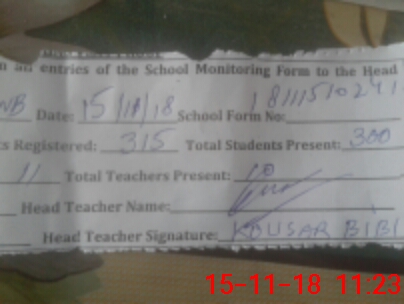 n all entries of the School Monitoring Form to the Head
Date: 15/11/18 School Form No:
s Registered: 315 Total Students Present: 300
11 Total Teachers Present: 10
Head Teacher Name:
Head Teacher Signature: KOUSAR BIBI
15-11-18 11:23